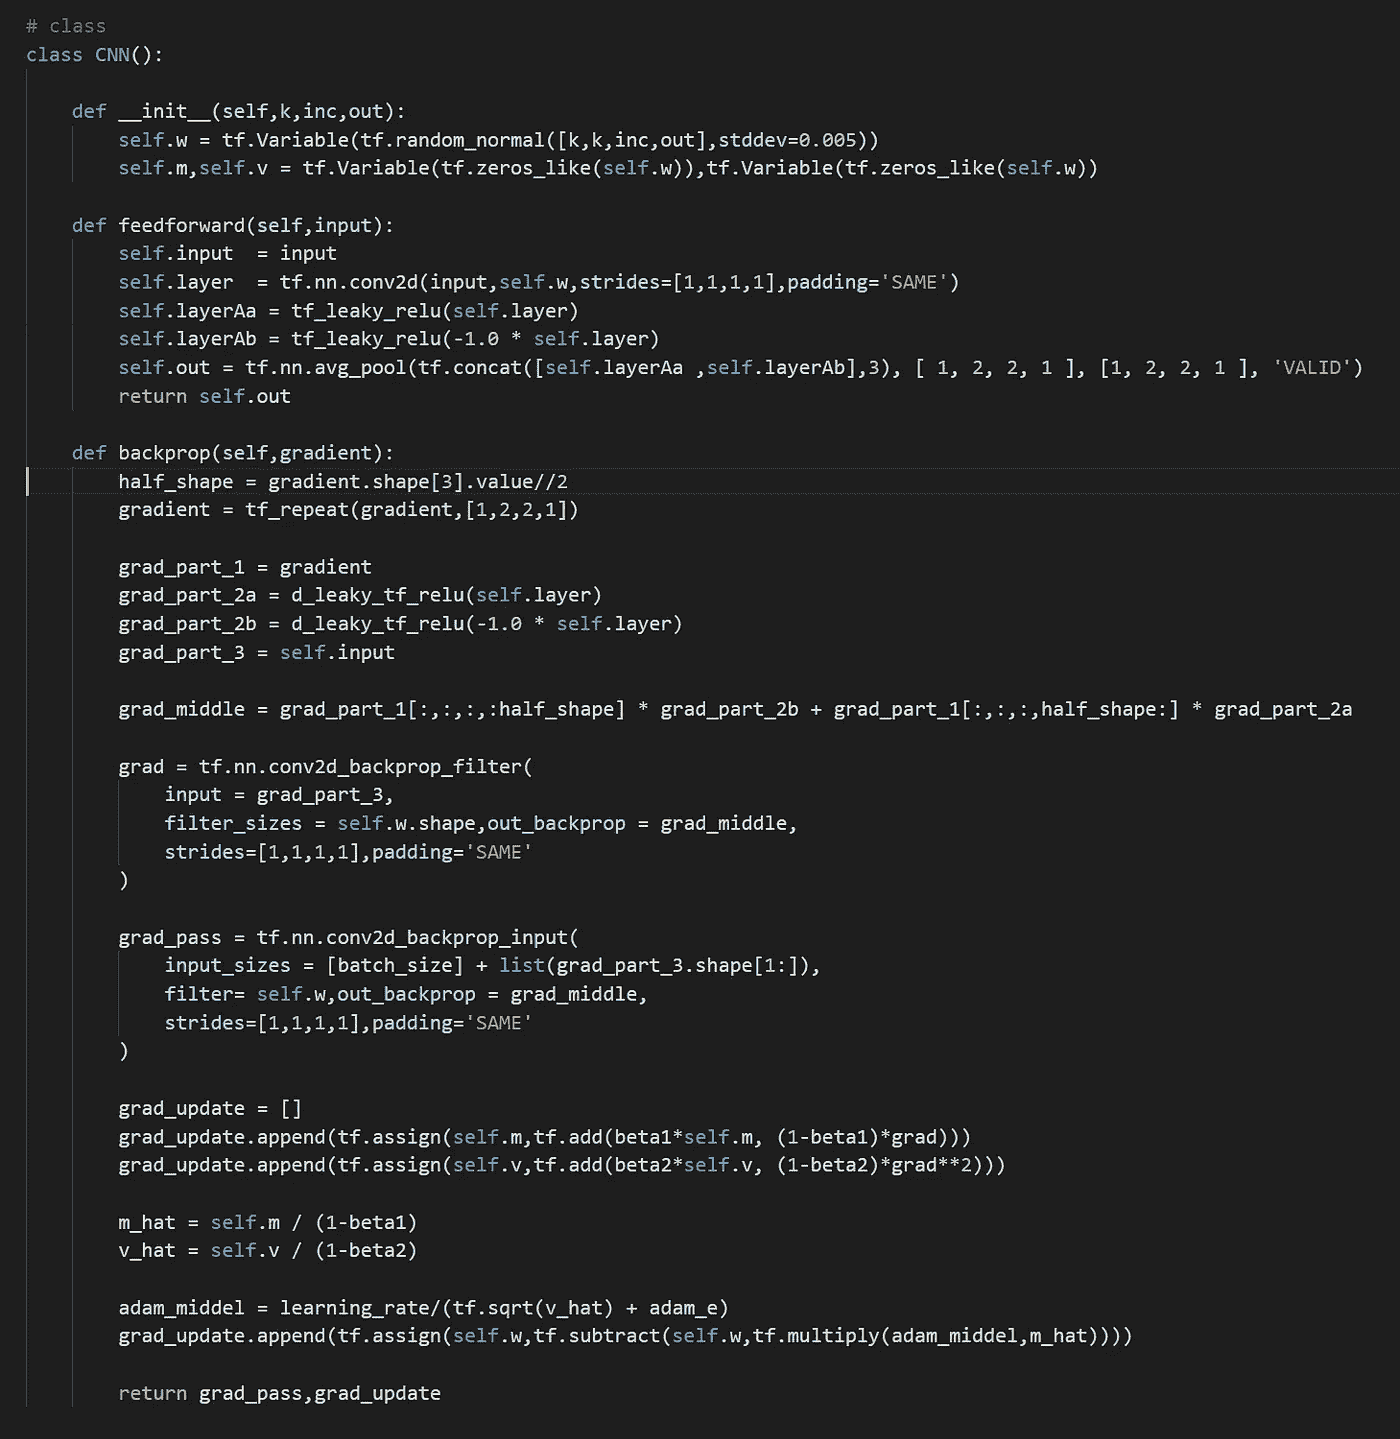 # class
class CNN():
def __init__(self,k,inc,out):
self.w = tf.Variable(tf.random_normal([k,k,inc,out],stddev=0.005))
self.m,self.v = tf.Variable(tf.zeros_like(self.w)),tf.Variable(tf.zeros_like(self.w))
def feedforward(self,input):
self.input  = input
self.layer  = tf.nn.conv2d(input,self.w,strides=[1,1,1,1],padding='SAME')
self.layerAa = tf_leaky_relu(self.layer)
self.layerAb = tf_leaky_relu(-1.0 * self.layer)
self.out = tf.nn.avg_pool(tf.concat([self.layerAa ,self.layerAb],3), [ 1, 2, 2, 1 ], [1, 2, 2, 1 ], 'VALID')
return self.out
def backprop(self,gradient):
half_shape = gradient.shape[3].value//2
gradient = tf_repeat(gradient,[1,2,2,1])
grad_part_1 = gradient
grad_part_2a = d_leaky_tf_relu(self.layer)
grad_part_2b = d_leaky_tf_relu(-1.0 * self.layer)
grad_part_3 = self.input
grad_middle = grad_part_1[:,:,:,:half_shape] * grad_part_2b + grad_part_1[:,:,:,half_shape:] * grad_part_2a
grad = tf.nn.conv2d_backprop_filter(
input = grad_part_3,
filter_sizes = self.w.shape,out_backprop = grad_middle,
strides=[1,1,1,1],padding='SAME'
)
grad_pass = tf.nn.conv2d_backprop_input(
input_sizes = [batch_size] + list(grad_part_3.shape[1:]),
filter= self.w,out_backprop = grad_middle,
strides=[1,1,1,1],padding='SAME'
)
grad_update = []
grad_update.append(tf.assign(self.m,tf.add(beta1*self.m, (1-beta1)*grad)))
grad_update.append(tf.assign(self.v,tf.add(beta2*self.v, (1-beta2)*grad**2)))
m_hat = self.m / (1-beta1)
v_hat = self.v / (1-beta2)
adam_middel = learning_rate/(tf.sqrt(v_hat) + adam_e)
grad_update.append(tf.assign(self.w,tf.subtract(self.w,tf.multiply(adam_middel,m_hat))))
return grad_pass,grad_update